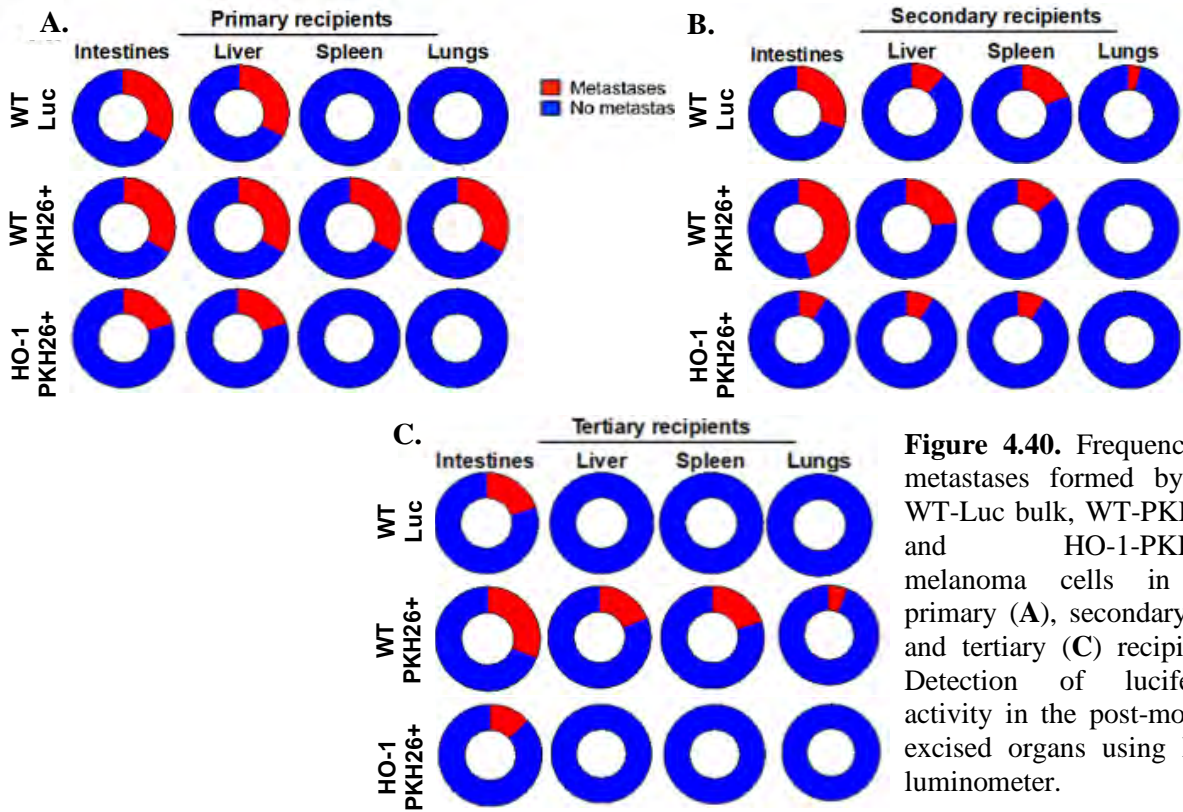 A.
Primary recipients
Intestines Liver Spleen Lungs
WT Luc
WT PKH26+
HO-1 PKH26+
Metastases
No metastas
B.
Secondary recipients
Intestines Liver Spleen Lungs
WT Luc
WT PKH26+
HO-1 PKH26+
C.
Tertiary recipients
Intestines Liver Spleen Lungs
WT Luc
WT PKH26+
HO-1 PKH26+
Figure 4.40. Frequenc
metastases formed by
WT-Luc bulk, WT-PK
and HO-1-PK
melanoma cells in
primary (A), secondary
and tertiary (C) recipi
Detection of lucife
activity in the post-mo
excised organs using
luminometer.